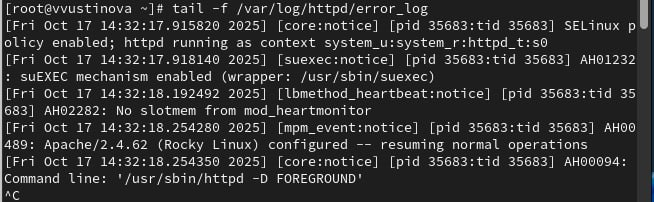 [root@vvustinova ~]# tail -f /var/log/httpd/error_log
[Fri Oct 17 14:32:17.915820 2025] [core:notice] [pid 35683:tid 35683] SELinux p
olicy enabled; httpd running as context system_u:system_r:httpd_t:s0
[Fri Oct 17 14:32:17.918140 2025] [suexec:notice] [pid 35683:tid 35683] AH01232
: suEXEC mechanism enabled (wrapper: /usr/sbin/suexec)
[Fri Oct 17 14:32:18.192492 2025] [lbmethod_heartbeat:notice] [pid 35683:tid 35
683] AH02282: No slotmem from mod_heartmonitor
[Fri Oct 17 14:32:18.254280 2025] [mpm_event:notice] [pid 35683:tid 35683] AH00
489: Apache/2.4.62 (Rocky Linux) configured -- resuming normal operations
[Fri Oct 17 14:32:18.254350 2025] [core:notice] [pid 35683:tid 35683] AH00094: 
Command line: '/usr/sbin/httpd -D FOREGROUND'
^C